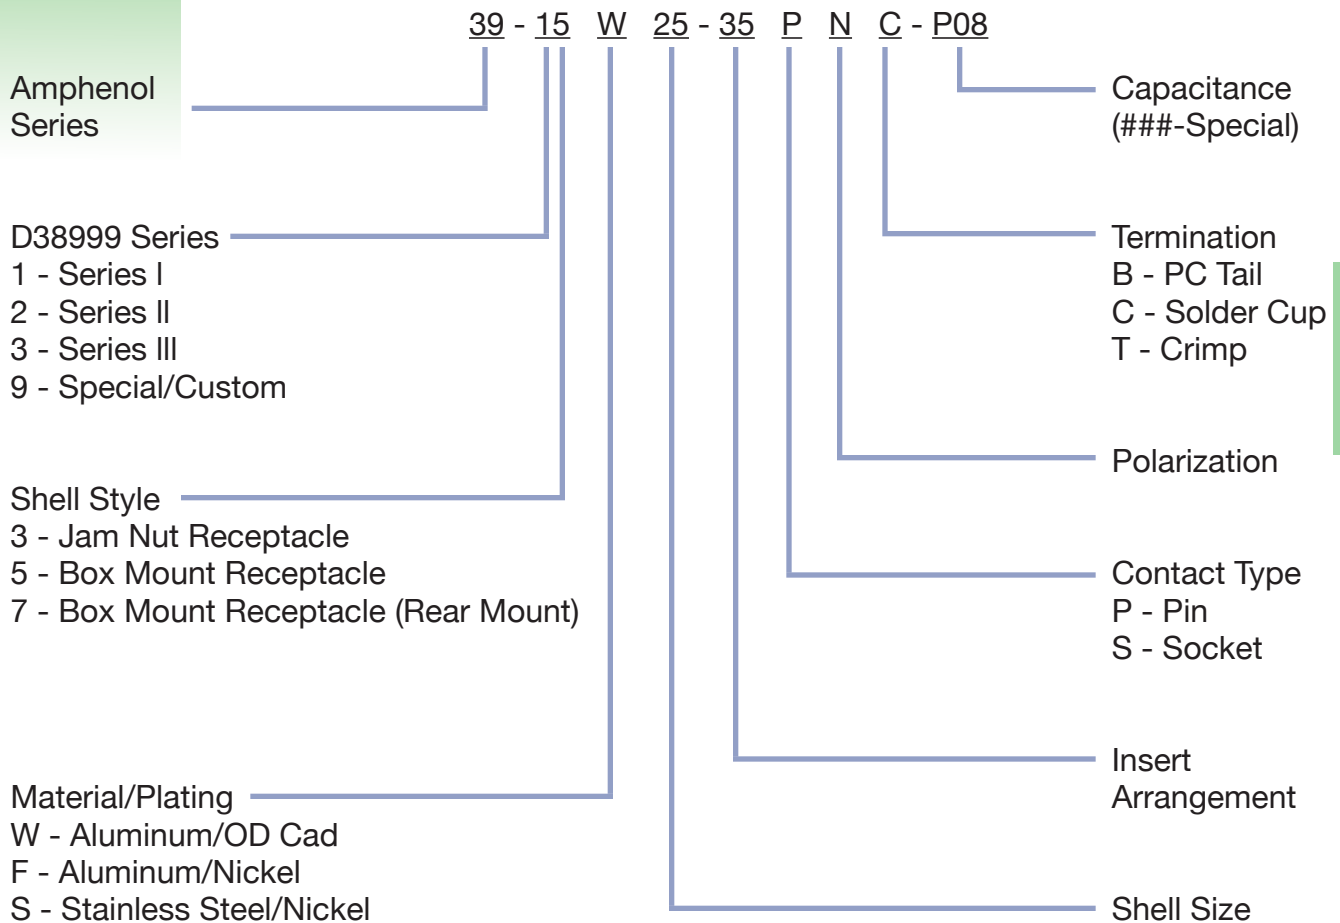 39 - 15 W 25 - 35 P N C - P08
Amphenol
Series
D38999 Series
1 - Series I
2 - Series II
3 - Series III
9 - Special/Custom
Shell Style
3 - Jam Nut Receptacle
5 - Box Mount Receptacle
7 - Box Mount Receptacle (Rear Mount)
Material/Plating
W - Aluminum/OD Cad
F - Aluminum/Nickel
S - Stainless Steel/Nickel
Capacitance
(###-Special)
Termination
B - PC Tail
C - Solder Cup
T - Crimp
Polarization
Contact Type
P - Pin
S - Socket
Insert
Arrangement
Shell Size